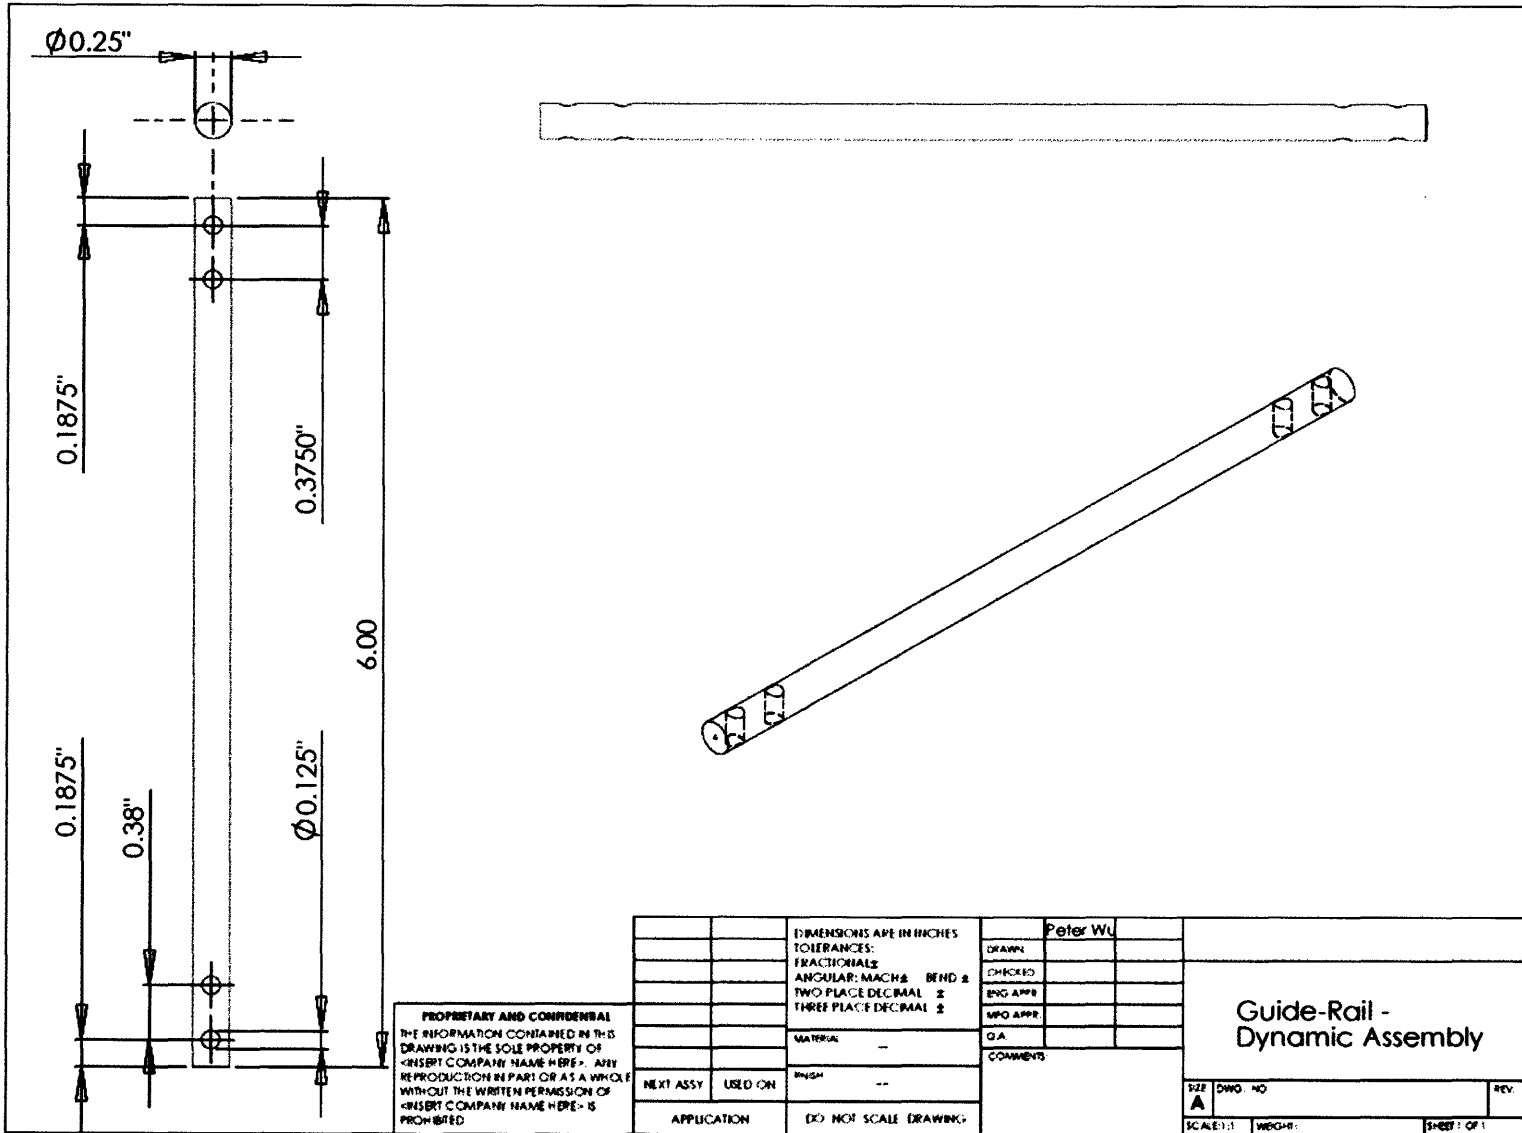 Ø0.25"
0.1875"
0.3750"
6.00
0.1875"
0.38"
Ø0.125"
PROPRIETARY AND CONFIDENTIAL
THE INFORMATION CONTAINED IN THIS
DRAWING IS THE SOLE PROPERTY OF
<INSERT COMPANY NAME HERE>. ANY
REPRODUCTION IN PART OR AS A WHOLE
WITHOUT THE WRITTEN PERMISSION OF
<INSERT COMPANY NAME HERE> IS
PROHIBITED
NEXT ASSY
USED ON
APPLICATION
DIMENSIONS ARE IN INCHES
TOLERANCES:
FRACTIONAL±
ANGULAR: MACH± BEND ±
TWO PLACE DECIMAL ±
THREE PLACE DECIMAL ±
MATERIAL
--
FINISH
--
DO NOT SCALE DRAWING
Peter Wu
DRAWN
CHECKED
ENG APPR
MFG APPR.
Q.A.
COMMENTS:
Guide-Rail -
Dynamic Assembly
SIZE
A
DWG. NO
REV.
SCALE:1:1
WEIGHT:
SHEET 1 OF 1